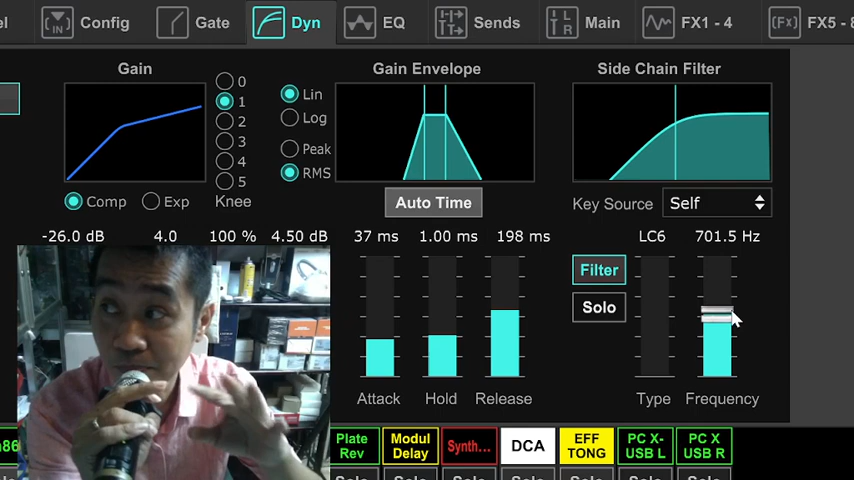 Config
Gate
Dyn
EQ
Sends
Main
FX1 - 4
FX5 - 8
Gain
0
1
2
3
4
5
Knee
Comp
Exp
Lin
Log
Peak
RMS
Gain Envelope
Auto Time
Side Chain Filter
Key Source
Self
-26.0 dB
4.0
100 %
4.50 dB
37 ms
1.00 ms
198 ms
LC6
701.5 Hz
Filter
Solo
Attack
Hold
Release
Type
Frequency
Plate
Rev
Modul
Delay
Synth...
DCA
EFF
TONG
PC X-
USB L
PC X
USB R